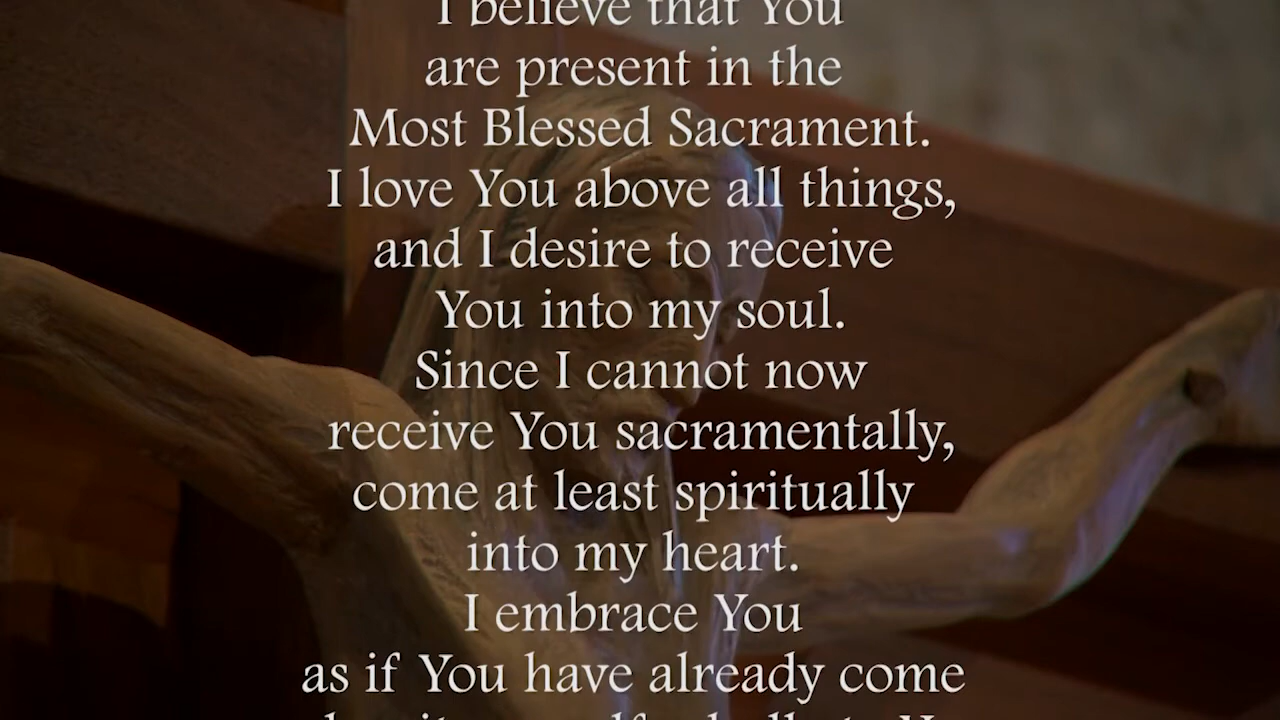 I believe that You
are present in the
Most Blessed Sacrament.
I love You above all things,
and I desire to receive
You into my soul.
Since I cannot now
receive You sacramentally,
come at least spiritually
into my heart.
I embrace You
as if You have already come